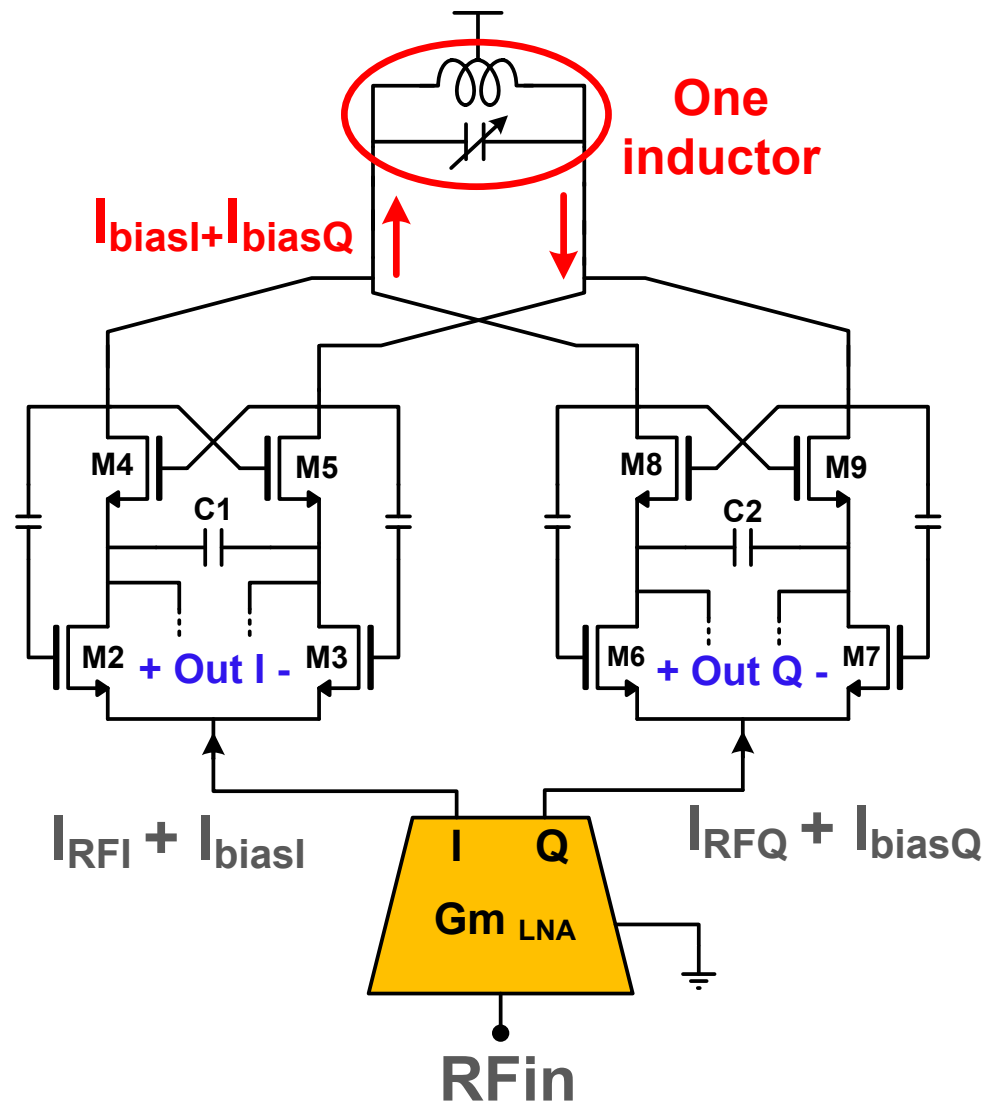 One
inductor
IbiasI+IbiasQ
M4
M5
M8
M9
C1
C2
M2
+ Out I -
M3
M6
+ Out Q -
M7
IRFI + IbiasI
IRFQ + IbiasQ
I
Q
Gm LNA
RFin